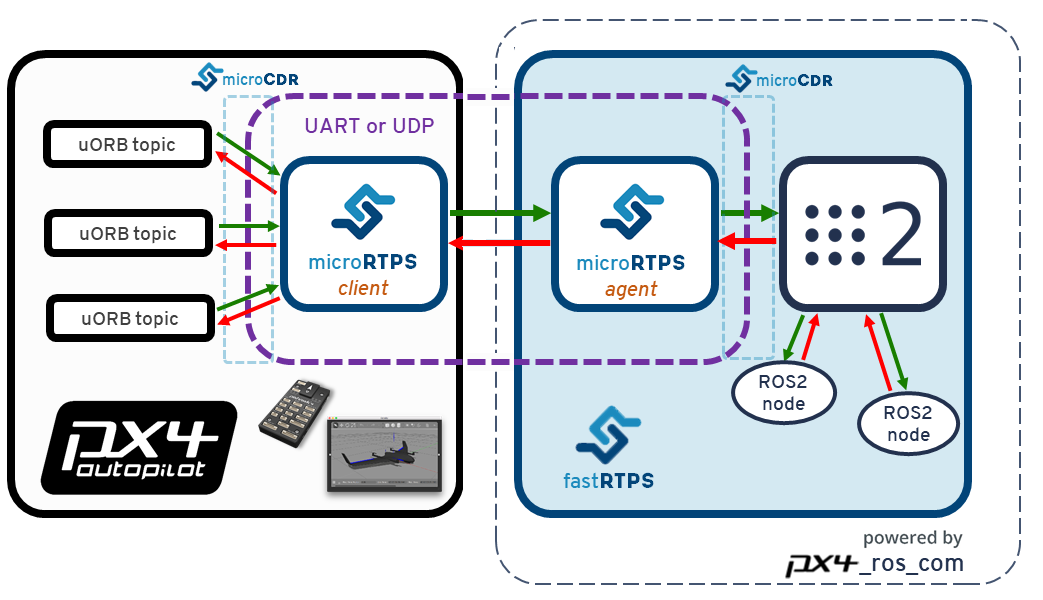 microCDR
microCDR
UART or UDP
uORB topic
uORB topic
uORB topic
microRTPS
client
microRTPS
agent
2
ROS2
node
ROS2
node
px4
autopilot
fastRTPS
powered by
px4_ros_com